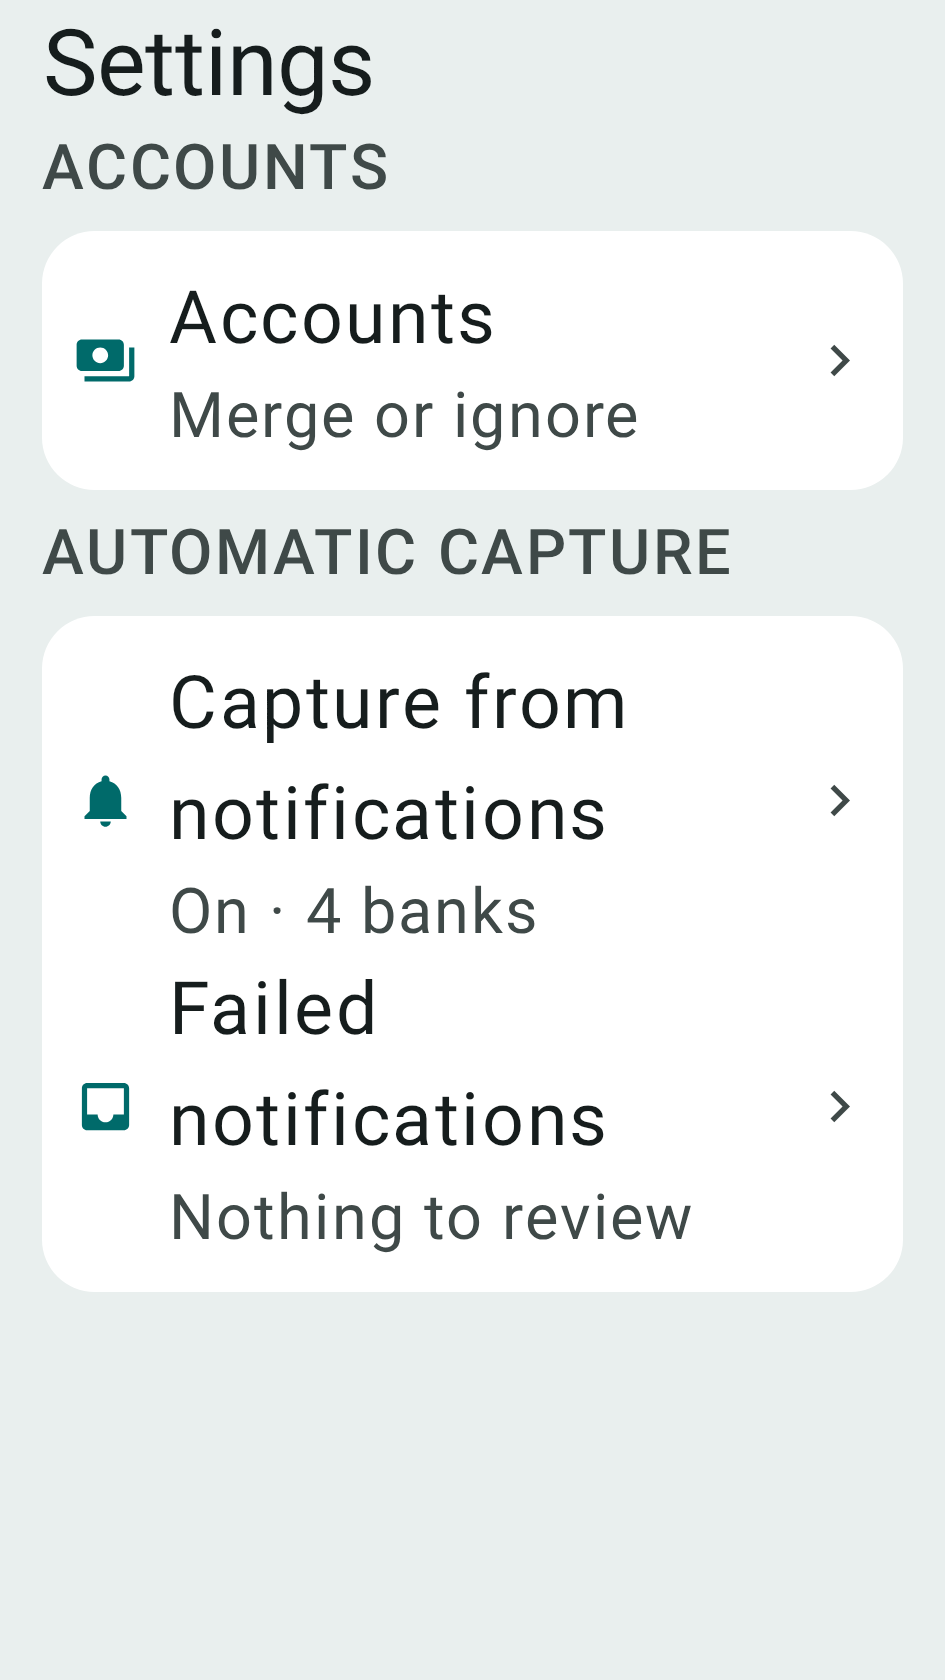 Settings
ACCOUNTS
Accounts
Merge or ignore
AUTOMATIC CAPTURE
Capture from
notifications
On · 4 banks
Failed
notifications
Nothing to review